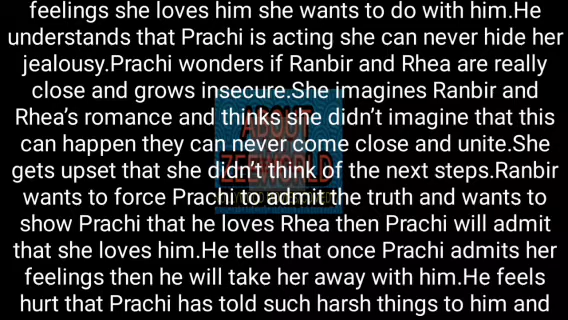 feelings she loves him she wants to do with him.He
understands that Prachi is acting she can never hide her
jealousy.Prachi wonders if Ranbir and Rhea are really
close and grows insecure.She imagines Ranbir and
Rhea’s romance and thinks she didn’t imagine that this
can happen they can never come close and unite.She
gets upset that she didn’t think of the next steps.Ranbir
wants to force Prachi to admit the truth and wants to
show Prachi that he loves Rhea then Prachi will admit
that she loves him.He tells that once Prachi admits her
feelings then he will take her away with him.He feels
hurt that Prachi has told such harsh things to him and
ABOUT
ZEEWORLD